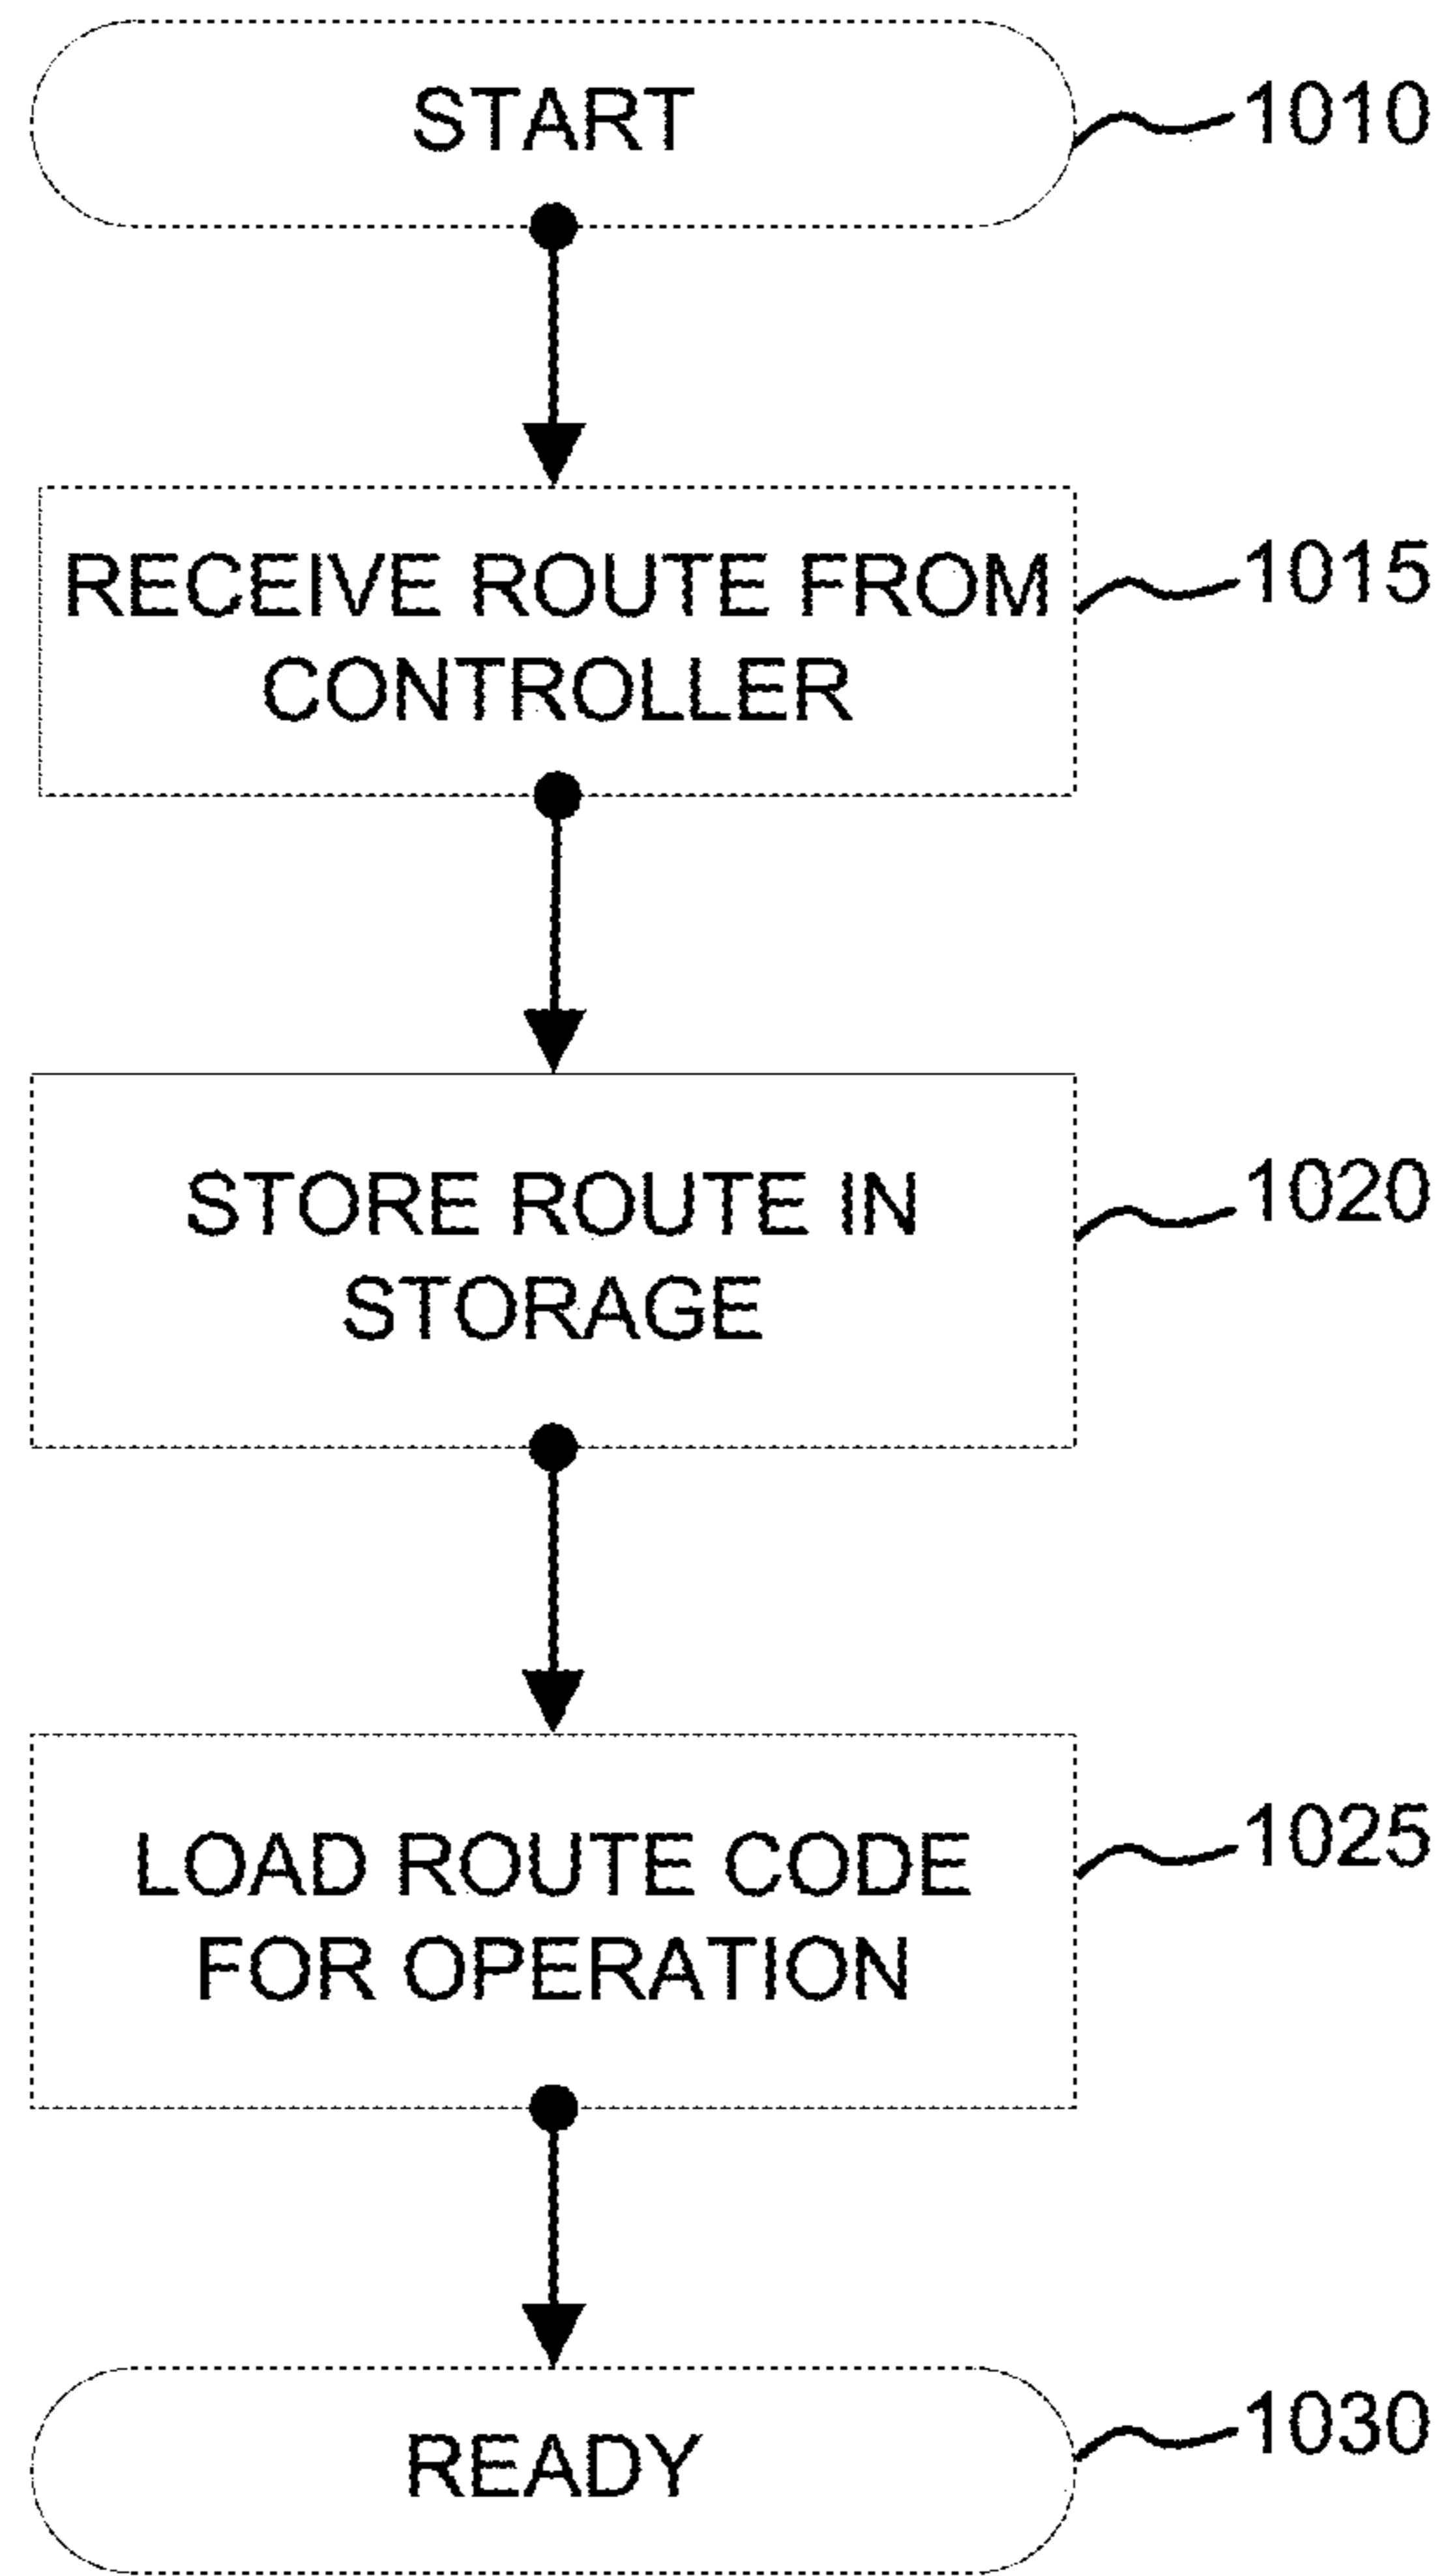 START
1010
RECEIVE ROUTE FROM
CONTROLLER
1015
STORE ROUTE IN
STORAGE
1020
LOAD ROUTE CODE
FOR OPERATION
1025
READY
1030